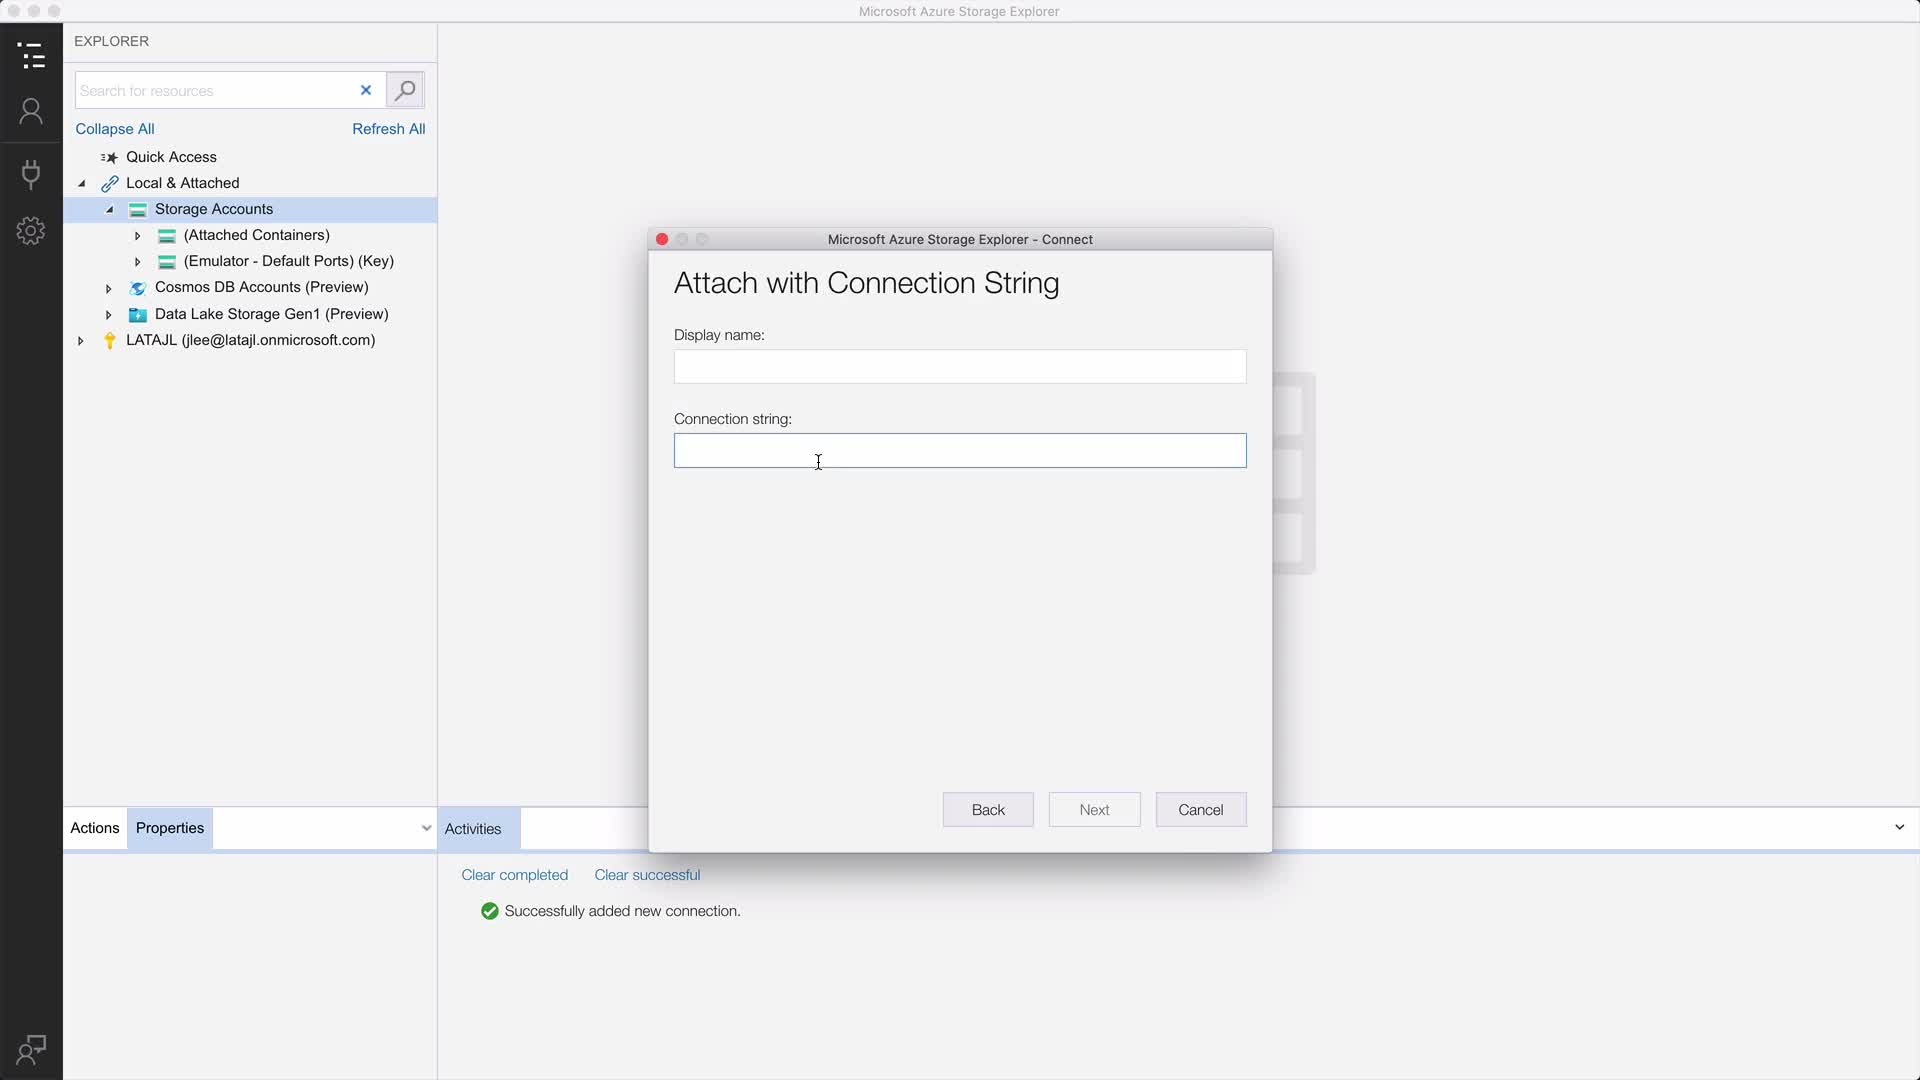 Microsoft Azure Storage Explorer
EXPLORER
Search for resources
Collapse All
Refresh All
Quick Access
Local & Attached
Storage Accounts
(Attached Containers)
(Emulator - Default Ports) (Key)
Cosmos DB Accounts (Preview)
Data Lake Storage Gen1 (Preview)
LATAJL (jlee@latajl.onmicrosoft.com)
Microsoft Azure Storage Explorer - Connect
Attach with Connection String
Display name:
Connection string:
Back
Next
Cancel
Actions
Properties
Activities
Clear completed
Clear successful
Successfully added new connection.